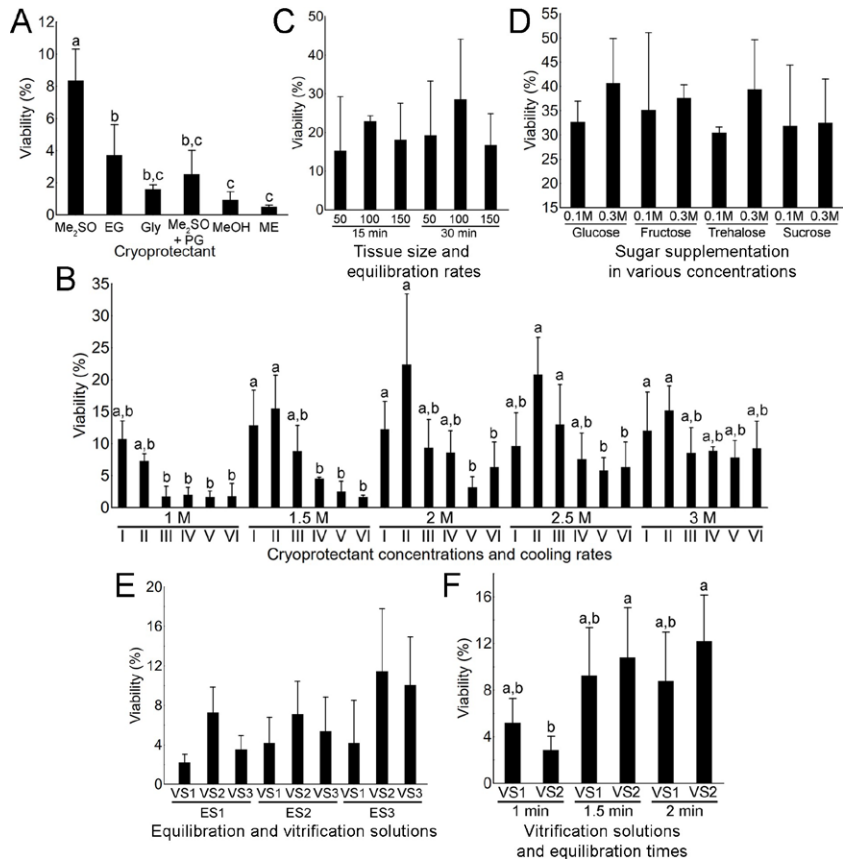 A
Viability (%)
12
10
8
6
4
2
0
a
b
b,c
b,c
c
c
Me2SO EG Gly Me2SO + PG MeOH ME
Cryoprotectant
C
Viability (%)
50
40
30
20
10
0
50 100 150 50 100 150
15 min 30 min
Tissue size and
equilibration rates
D
Viability (%)
55
50
45
40
35
30
25
20
15
0.1M 0.3M 0.1M 0.3M 0.1M 0.3M 0.1M 0.3M
Glucose Fructose Trehalose Sucrose
Sugar supplementation
in various concentrations
B
Viability (%)
35
30
25
20
15
10
5
0
a,b a,b b b b b
a a a,b b b b
a a a,b a,b b b
a,b a a a,b b b
a a a,b a,b a,b a,b
1 M 1.5 M 2 M 2.5 M 3 M
I II III IV V VI I II III IV V VI I II III IV V VI I II III IV V VI I II III IV V VI
Cryoprotectant concentrations and cooling rates
E
Viability (%)
20
16
12
8
4
0
VS1 VS2 VS3 VS1 VS2 VS3 VS1 VS2 VS3
ES1 ES2 ES3
Equilibration and vitrification solutions
F
Viability (%)
16
12
8
4
0
a,b b a,b a a,b a
VS1 VS2 VS1 VS2 VS1 VS2
1 min 1.5 min 2 min
Vitrification solutions
and equilibration times